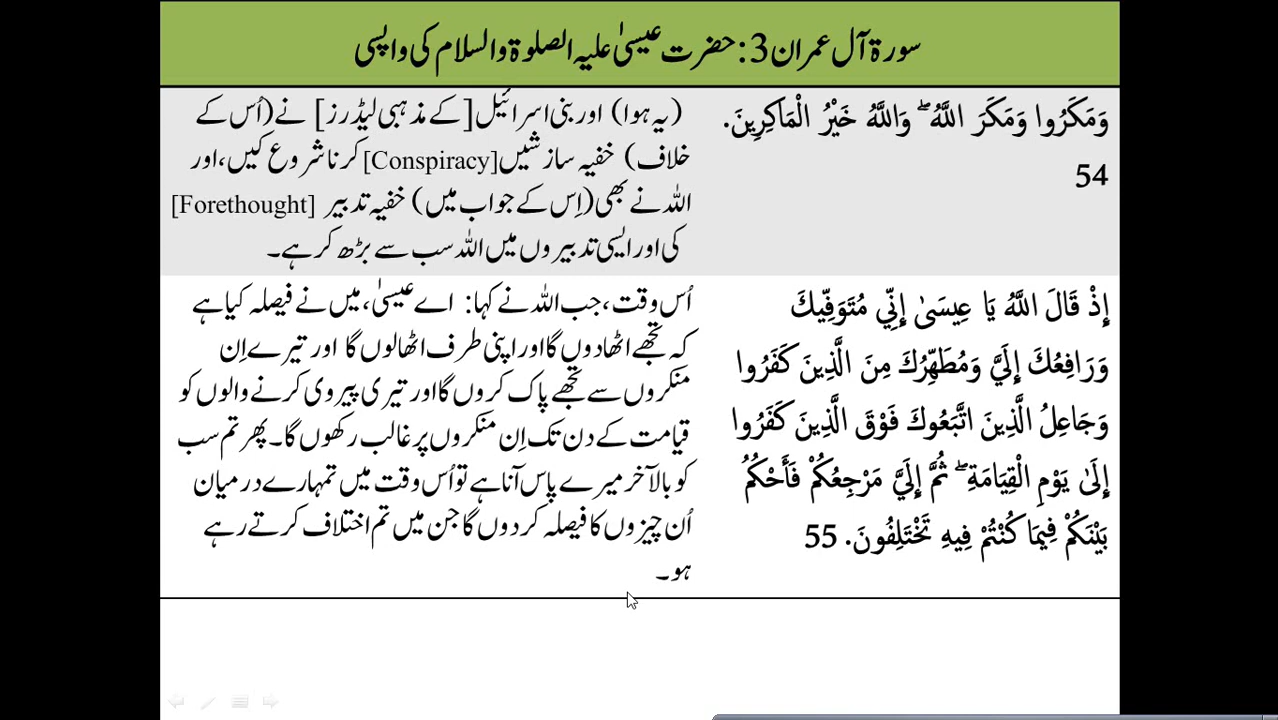 سورۃ آل عمران 3: حضرت عیسیٰ علیہ الصلوۃ والسلام کی واپسی
وَمَكَرُوا وَمَكَرَ اللَّهُ ۖ وَاللَّهُ خَيْرُ الْمَاكِرِينَ.
54
(یہ ہوا) اور بنی اسرائیل [کے مذہبی لیڈرز] نے (اُس کے
خلاف) خفیہ سازشیں [Conspiracy] کرنا شروع کیں، اور
اللہ نے بھی (اِس کے جواب میں) خفیہ تدبیر [Forethought]
کی اور ایسی تدبیروں میں اللہ سب سے بڑھ کر ہے۔
إِذْ قَالَ اللَّهُ يَا عِيسَىٰ إِنِّي مُتَوَفِّيكَ
وَرَافِعُكَ إِلَيَّ وَمُطَهِّرُكَ مِنَ الَّذِينَ كَفَرُوا
وَجَاعِلُ الَّذِينَ اتَّبَعُوكَ فَوْقَ الَّذِينَ كَفَرُوا
إِلَىٰ يَوْمِ الْقِيَامَةِ ۖ ثُمَّ إِلَيَّ مَرْجِعُكُمْ فَأَحْكُمُ
بَيْنَكُمْ فِيمَا كُنْتُمْ فِيهِ تَخْتَلِفُونَ. 55
اُس وقت، جب اللہ نے کہا: اے عیسیٰ، میں نے فیصلہ کیا ہے
کہ تجھے اٹھا دوں گا اور اپنی طرف اٹھا لوں گا اور تیرے اِن
منکروں سے تجھے پاک کروں گا اور تیری پیروی کرنے والوں کو
قیامت کے دن تک اِن منکروں پر غالب رکھوں گا۔ پھر تم سب
کو بالآخر میرے پاس آنا ہے تو اُس وقت میں تمہارے درمیان
اُن چیزوں کا فیصلہ کر دوں گا جن میں تم اختلاف کرتے رہے
ہو۔